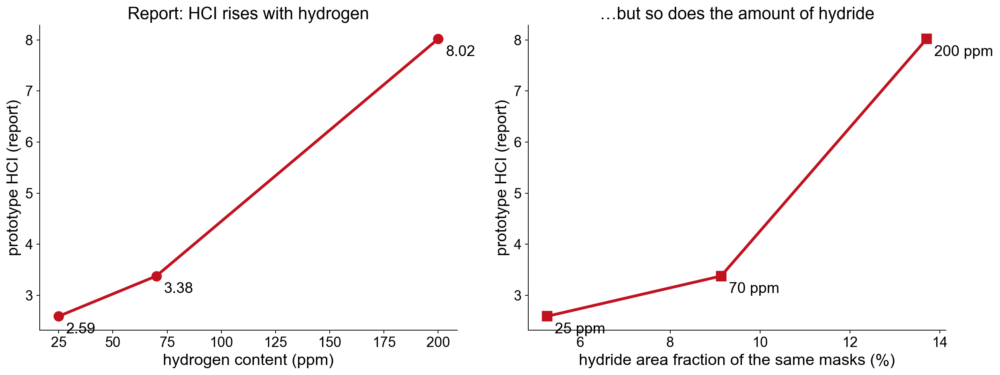 Report: HCI rises with hydrogen
prototype HCI (report)
8
7
6
5
4
3
8.02
3.38
2.59
25 50 75 100 125 150 175 200
hydrogen content (ppm)
…but so does the amount of hydride
prototype HCI (report)
8
7
6
5
4
3
200 ppm
70 ppm
25 ppm
6 8 10 12 14
hydride area fraction of the same masks (%)